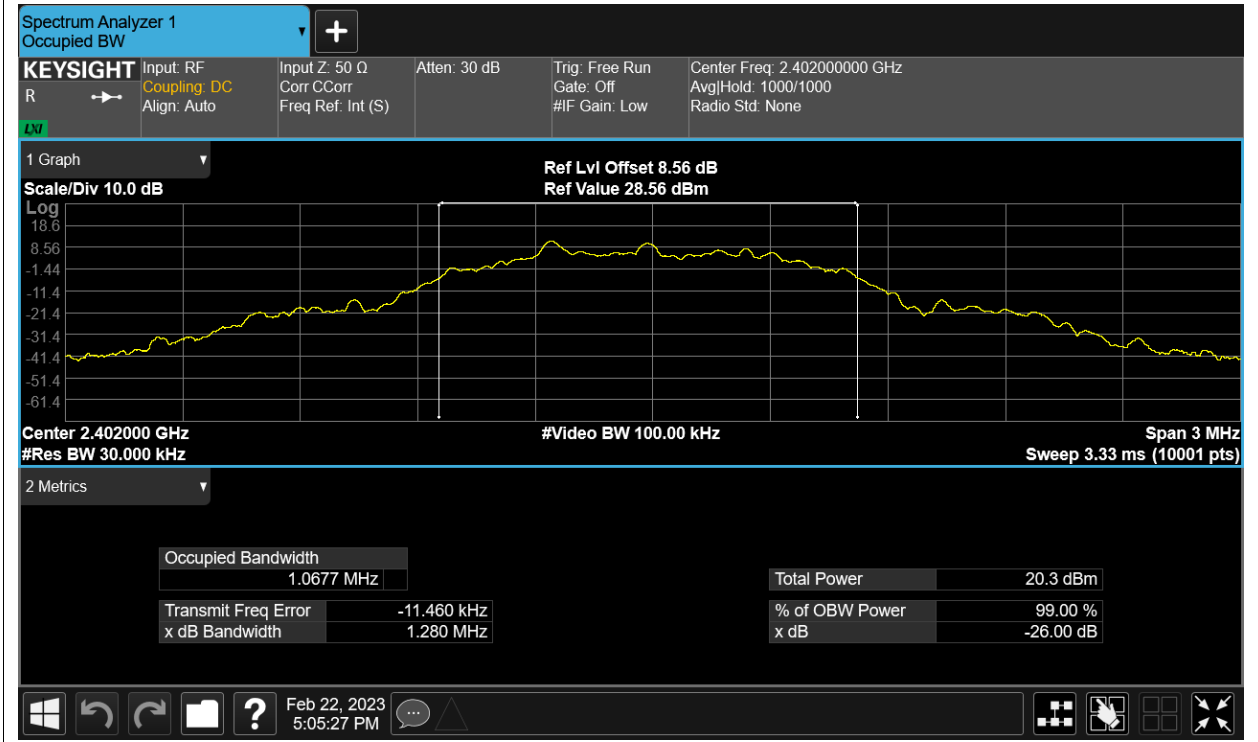 Spectrum Analyzer 1
Occupied BW
KEYSIGHT
R
LXI
Input: RF
Coupling: DC
Align: Auto
Input Z: 50 Ω
Corr CCorr
Freq Ref: Int (S)
Atten: 30 dB
Trig: Free Run
Gate: Off
#IF Gain: Low
Center Freq: 2.402000000 GHz
Avg|Hold: 1000/1000
Radio Std: None
1 Graph
Scale/Div 10.0 dB
Ref Lvl Offset 8.56 dB
Ref Value 28.56 dBm
Log
18.6
8.56
-1.44
-11.4
-21.4
-31.4
-41.4
-51.4
-61.4
Center 2.402000 GHz
#Video BW 100.00 kHz
Span 3 MHz
#Res BW 30.000 kHz
Sweep 3.33 ms (10001 pts)
2 Metrics
Occupied Bandwidth
1.0677 MHz
Total Power 20.3 dBm
Transmit Freq Error -11.460 kHz
% of OBW Power 99.00 %
x dB Bandwidth 1.280 MHz
x dB -26.00 dB
?
Feb 22, 2023
5:05:27 PM